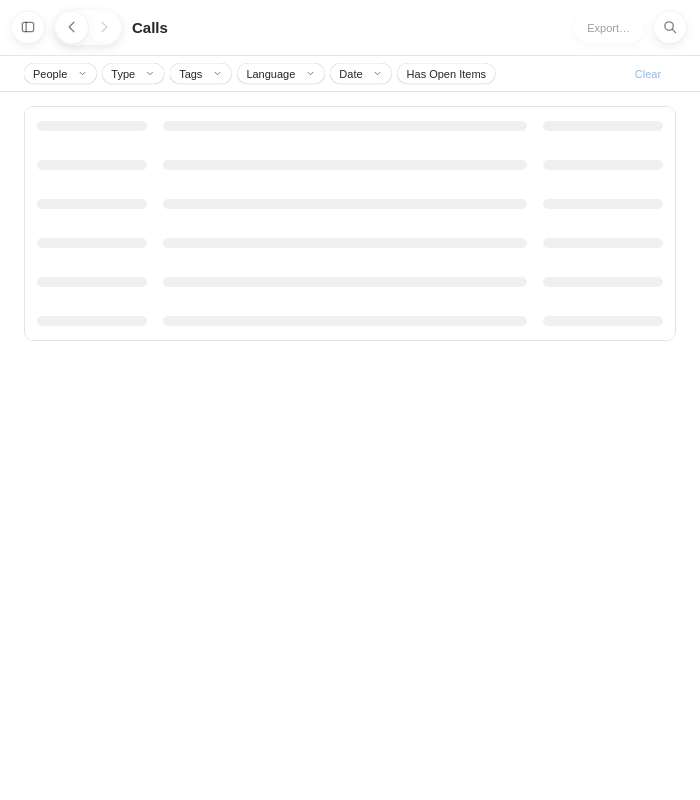 Calls
Export…
People
Type
Tags
Language
Date
Has Open Items
Clear